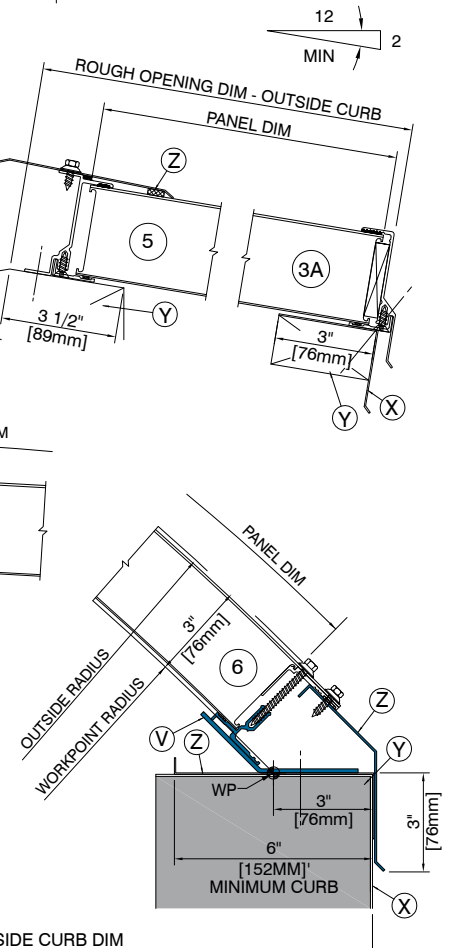 12
2
MIN
ROUGH OPENING DIM - OUTSIDE CURB
PANEL DIM
Z
5
3A
3 1/2"
[89mm]
Y
3"
[76mm]
Y
X
M
PANEL DIM
3"
[76mm]
6
OUTSIDE RADIUS
WORKPOINT RADIUS
V
Z
Z
Y
WP
3"
[76mm]
3"
[76mm]
6"
[152MM]'
MINIMUM CURB
X
SIDE CURB DIM